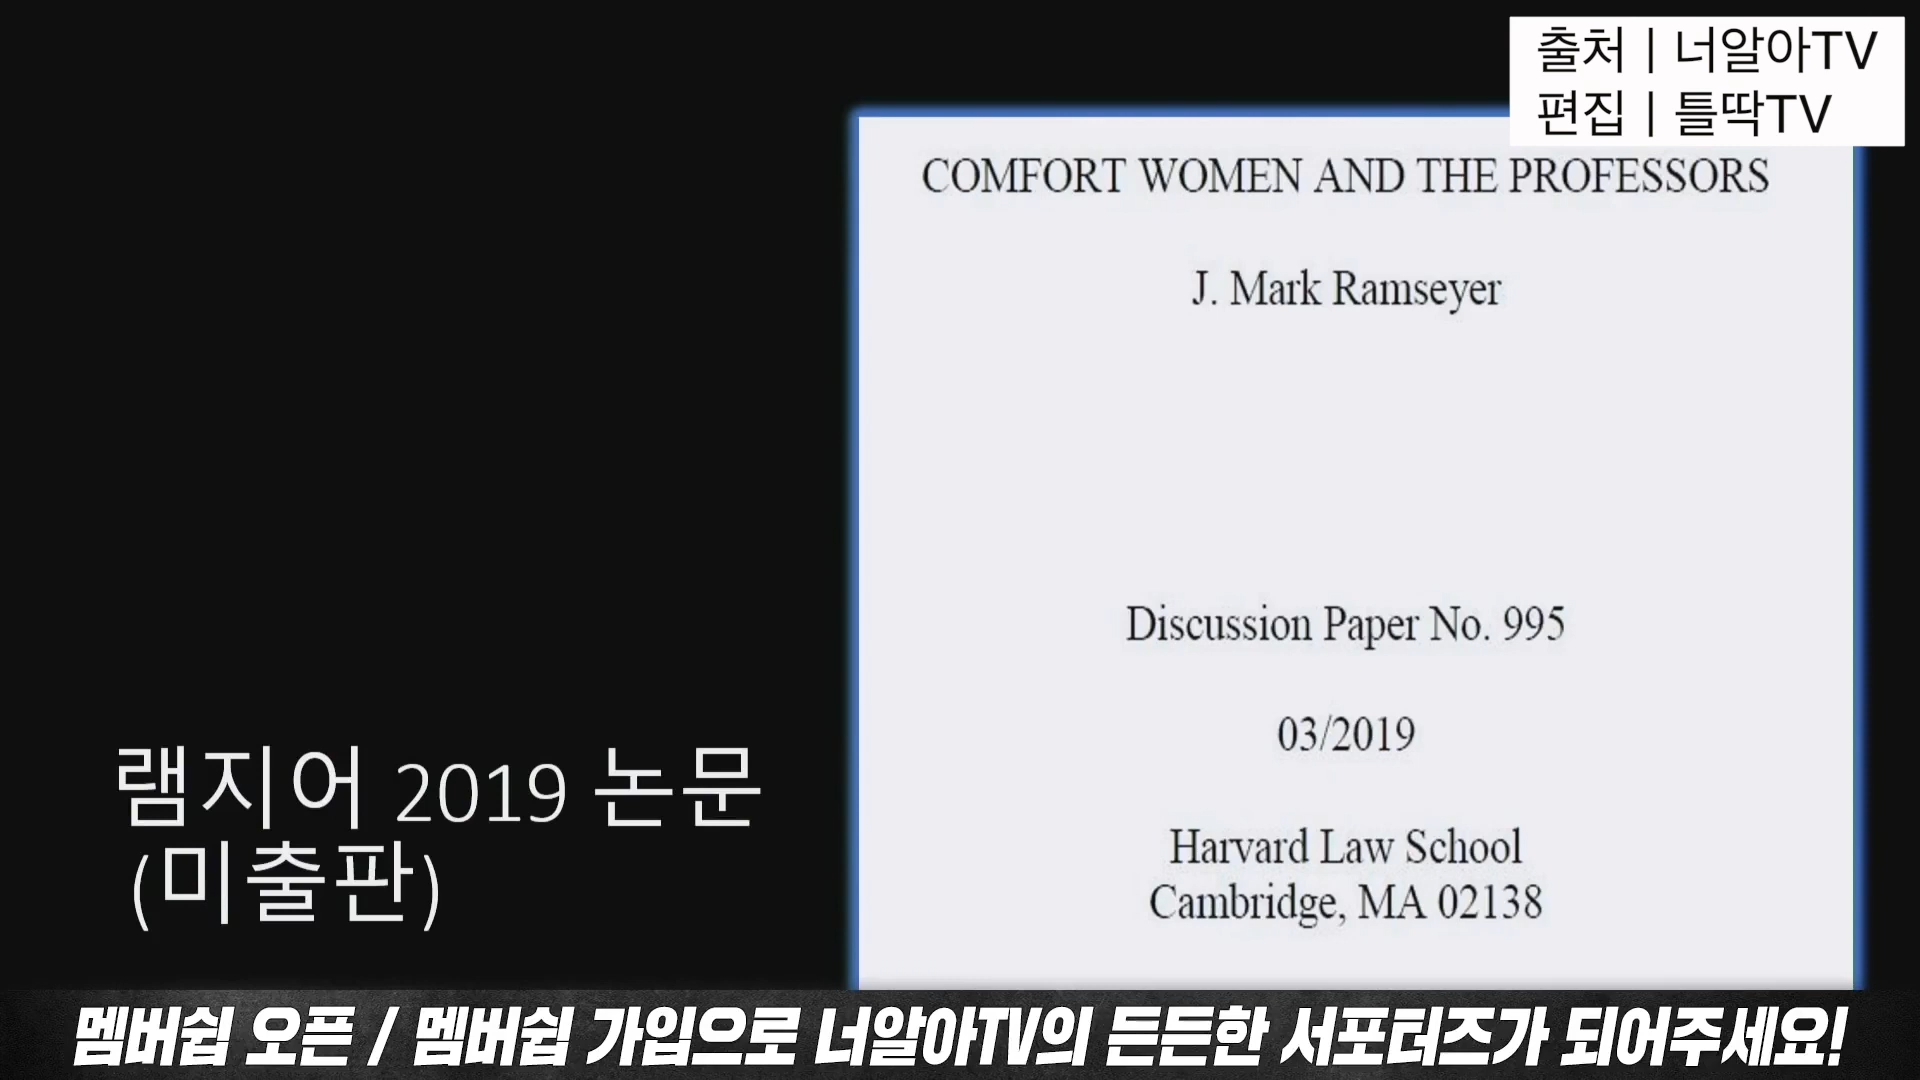 출처 | 너알아TV
편집 | 틀딱TV
COMFORT WOMEN AND THE PROFESSORS
J. Mark Ramseyer
Discussion Paper No. 995
03/2019
Harvard Law School
Cambridge, MA 02138
램지어 2019 논문
(미출판)
멤버쉽 오픈 / 멤버쉽 가입으로 너알아TV의 든든한 서포터즈가 되어주세요!